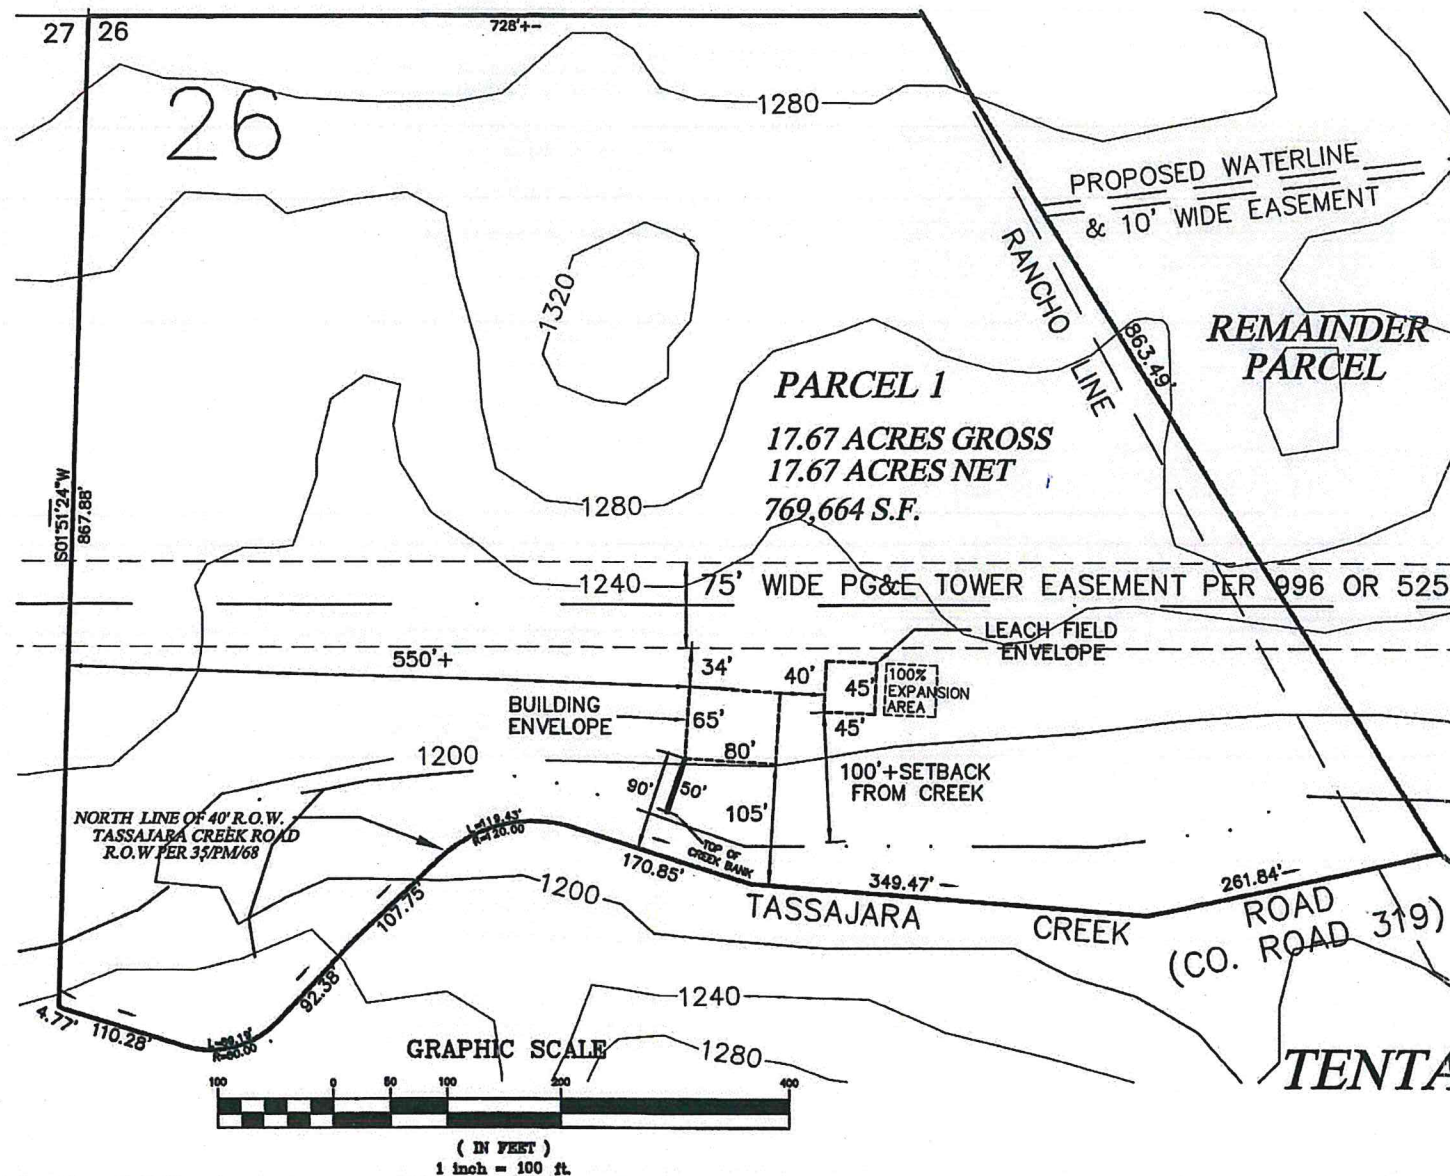 27 26
728'+-
26
1280
PROPOSED WATERLINE
& 10' WIDE EASEMENT
RANCHO LINE
1320
863.49'
REMAINDER
PARCEL
PARCEL 1
17.67 ACRES GROSS
17.67 ACRES NET
769,664 S.F.
S01°51'24"W
867.88'
1280
1240
75' WIDE PG&E TOWER EASEMENT PER 996 OR 525
LEACH FIELD
ENVELOPE
550'+
34'
40'
45'
100%
EXPANSION
AREA
BUILDING
ENVELOPE
65'
45'
80'
1200
100'+SETBACK
FROM CREEK
90'
50'
105'
NORTH LINE OF 40' R.O.W.
TASSAJARA CREEK ROAD
R.O.W PER 35/PM/68
L=119.43'
R=120.00
TOP OF
CREEK BANK
170.85'
349.47'
261.84'
107.75'
1200
TASSAJARA CREEK ROAD
(CO. ROAD 319)
92.38'
4.77'
110.28'
R=80.00
1240
1280
GRAPHIC SCALE
100 0 50 100 200 400
( IN FEET )
1 inch = 100 ft.
TENTA